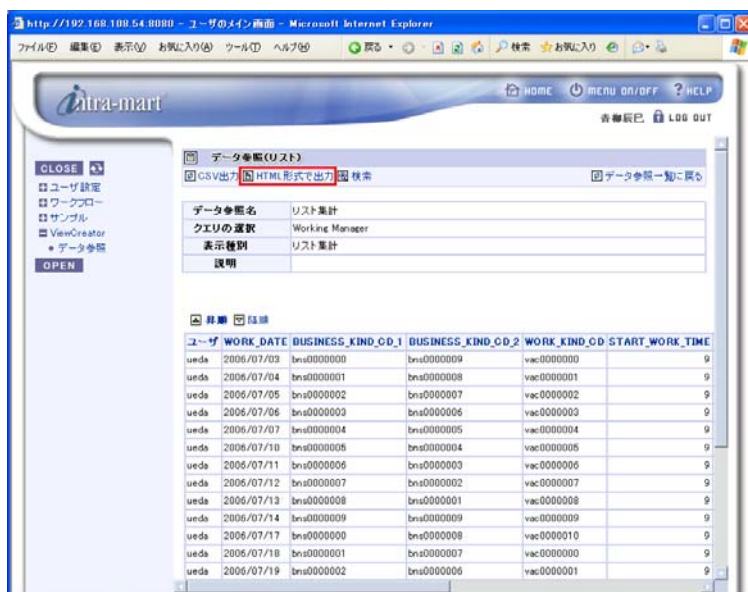 http://192.168.108.54:8080 - ユーザのメイン画面 - Microsoft Internet Explorer
ファイル(F) 編集(E) 表示(V) お気に入り(A) ツール(T) ヘルプ(H) 戻る 検索 お気に入り
intra-mart HOME MENU ON/OFF ? HELP
青柳辰巳 LOG OUT
CLOSE
ユーザ設定
ワークフロー
サンプル
ViewCreator
データ参照
OPEN
データ参照(リスト)
CSV出力 HTML形式で出力 検索 データ参照一覧に戻る
データ参照名 リスト集計
クエリの選択 Working Manager
表示種別 リスト集計
説明
昇順 降順
ユーザ WORK_DATE BUSINESS_KIND_CD_1 BUSINESS_KIND_CD_2 WORK_KIND_CD START_WORK_TIME
ueda 2006/07/03 bns0000000 bns0000009 vac0000000 9
ueda 2006/07/04 bns0000001 bns0000008 vac0000001 9
ueda 2006/07/05 bns0000002 bns0000007 vac0000002 9
ueda 2006/07/06 bns0000003 bns0000006 vac0000003 9
ueda 2006/07/07 bns0000004 bns0000005 vac0000004 9
ueda 2006/07/10 bns0000005 bns0000004 vac0000005 9
ueda 2006/07/11 bns0000006 bns0000003 vac0000006 9
ueda 2006/07/12 bns0000007 bns0000002 vac0000007 9
ueda 2006/07/13 bns0000008 bns0000001 vac0000008 9
ueda 2006/07/14 bns0000009 bns0000009 vac0000009 9
ueda 2006/07/17 bns0000000 bns0000008 vac0000010 9
ueda 2006/07/18 bns0000001 bns0000007 vac0000000 9
ueda 2006/07/19 bns0000002 bns0000006 vac0000001 9